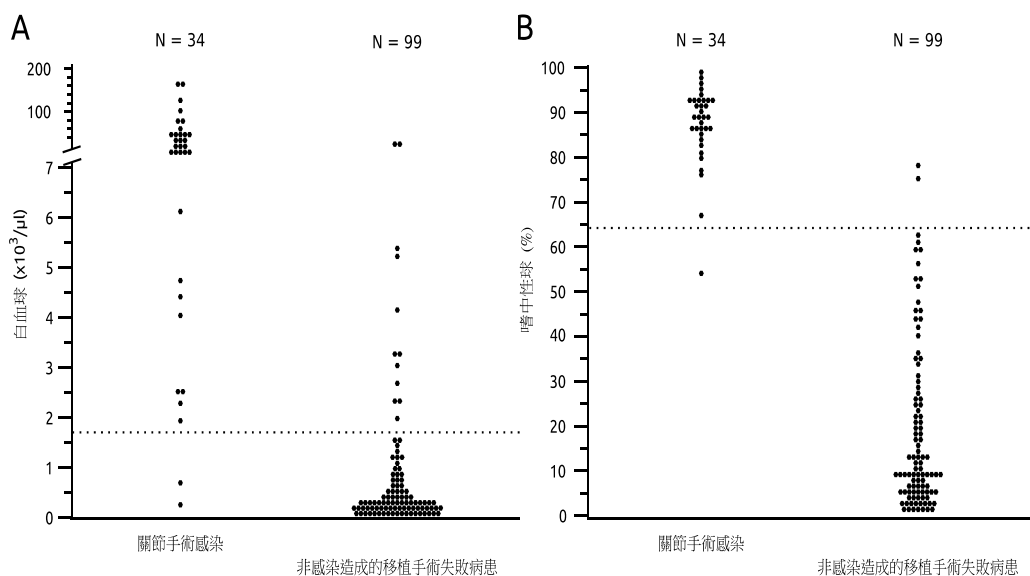 A
N = 34
N = 99
200
100
7
6
5
4
3
2
1
0
白血球 (x10³/µl)
關節手術感染
非感染造成的移植手術失敗病患
B
N = 34
N = 99
100
90
80
70
60
50
40
30
20
10
0
嗜中性球 (%)
關節手術感染
非感染造成的移植手術失敗病患